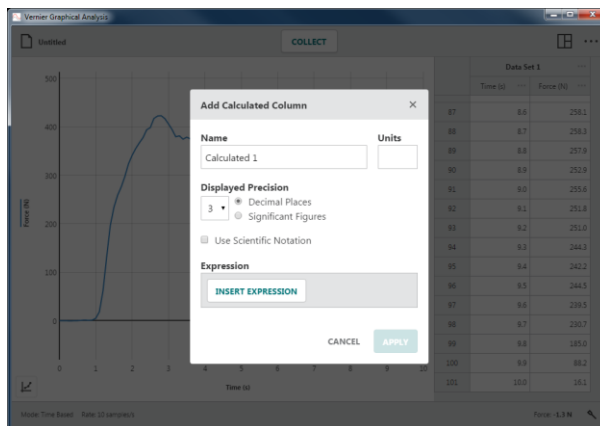 Vernier Graphical Analysis
Untitled
COLLECT
500
400
300
200
100
0
Force (N)
0 1 2 3 4 5 6 7 8 9 10
Time (s)
Data Set 1
Time (s) Force (N)
87 8.6 256.1
88 8.7 258.3
89 8.8 257.9
90 8.9 252.9
91 9.0 255.6
92 9.1 251.8
93 9.2 251.0
94 9.3 244.3
95 9.4 242.2
96 9.5 244.5
97 9.6 239.5
98 9.7 230.7
99 9.8 185.0
100 9.9 88.2
101 10.0 16.1
Add Calculated Column ×
Name Units
Calculated 1
Displayed Precision
3 Decimal Places
Significant Figures
Use Scientific Notation
Expression
INSERT EXPRESSION
CANCEL APPLY
Mode: Time Based Rate: 10 samples/s
Force: -1.3 N